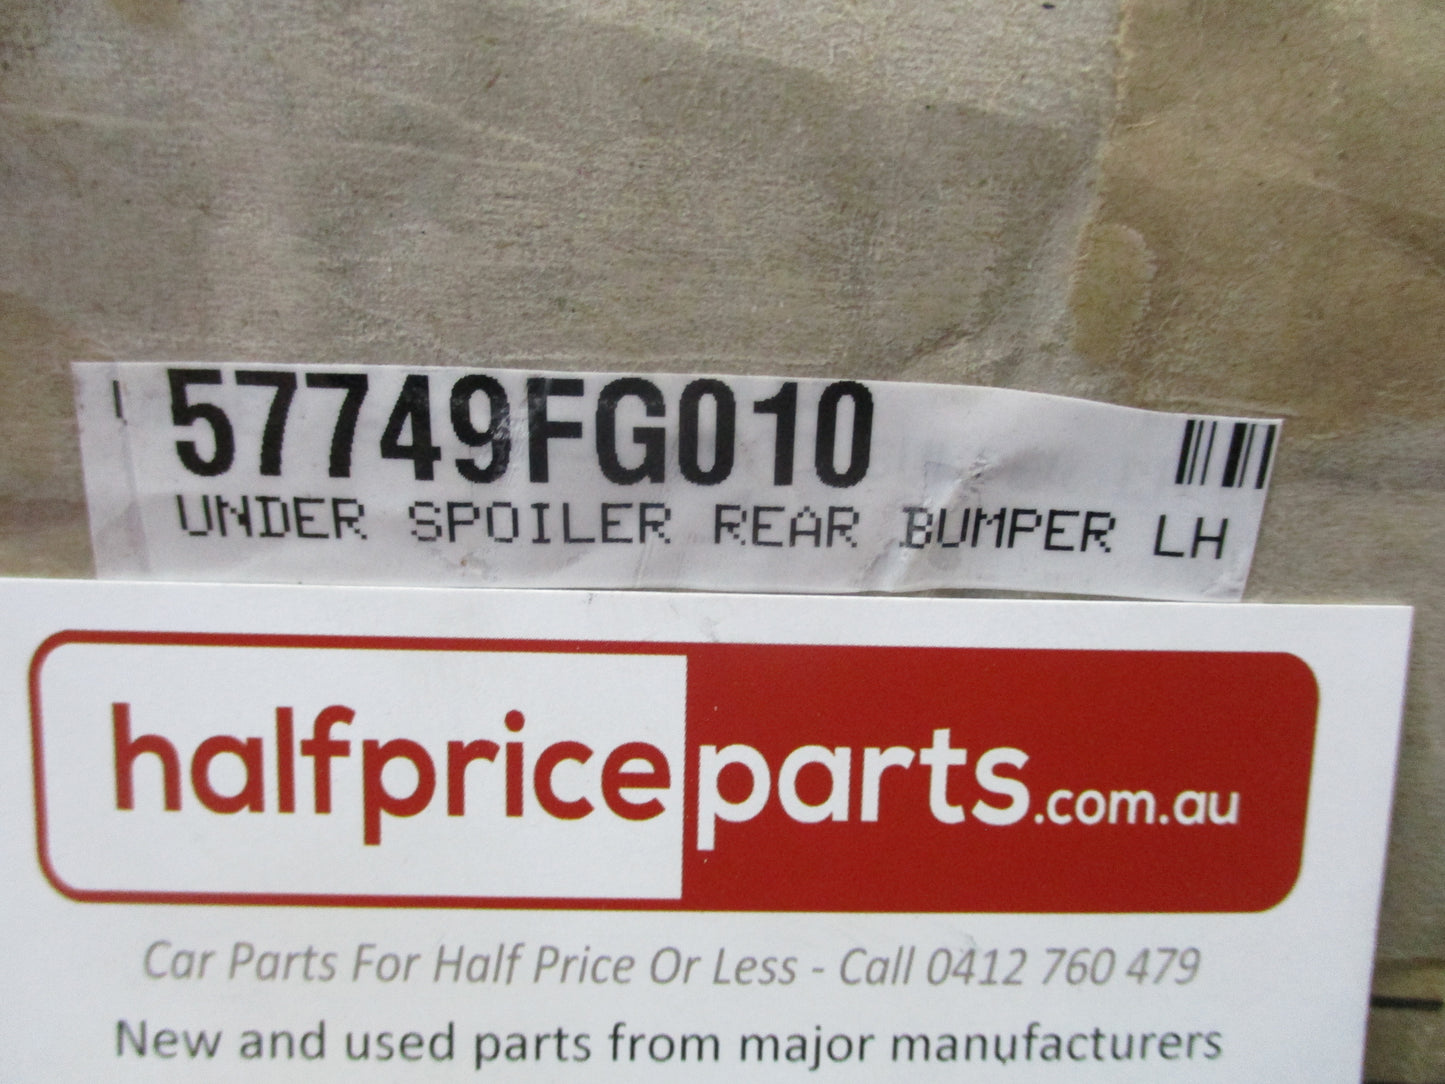 57749FG010
UNDER SPOILER REAR BUMPER LH
halfpriceparts.com.au
Car Parts For Half Price Or Less - Call 0412 760 479
New and used parts from major manufacturers